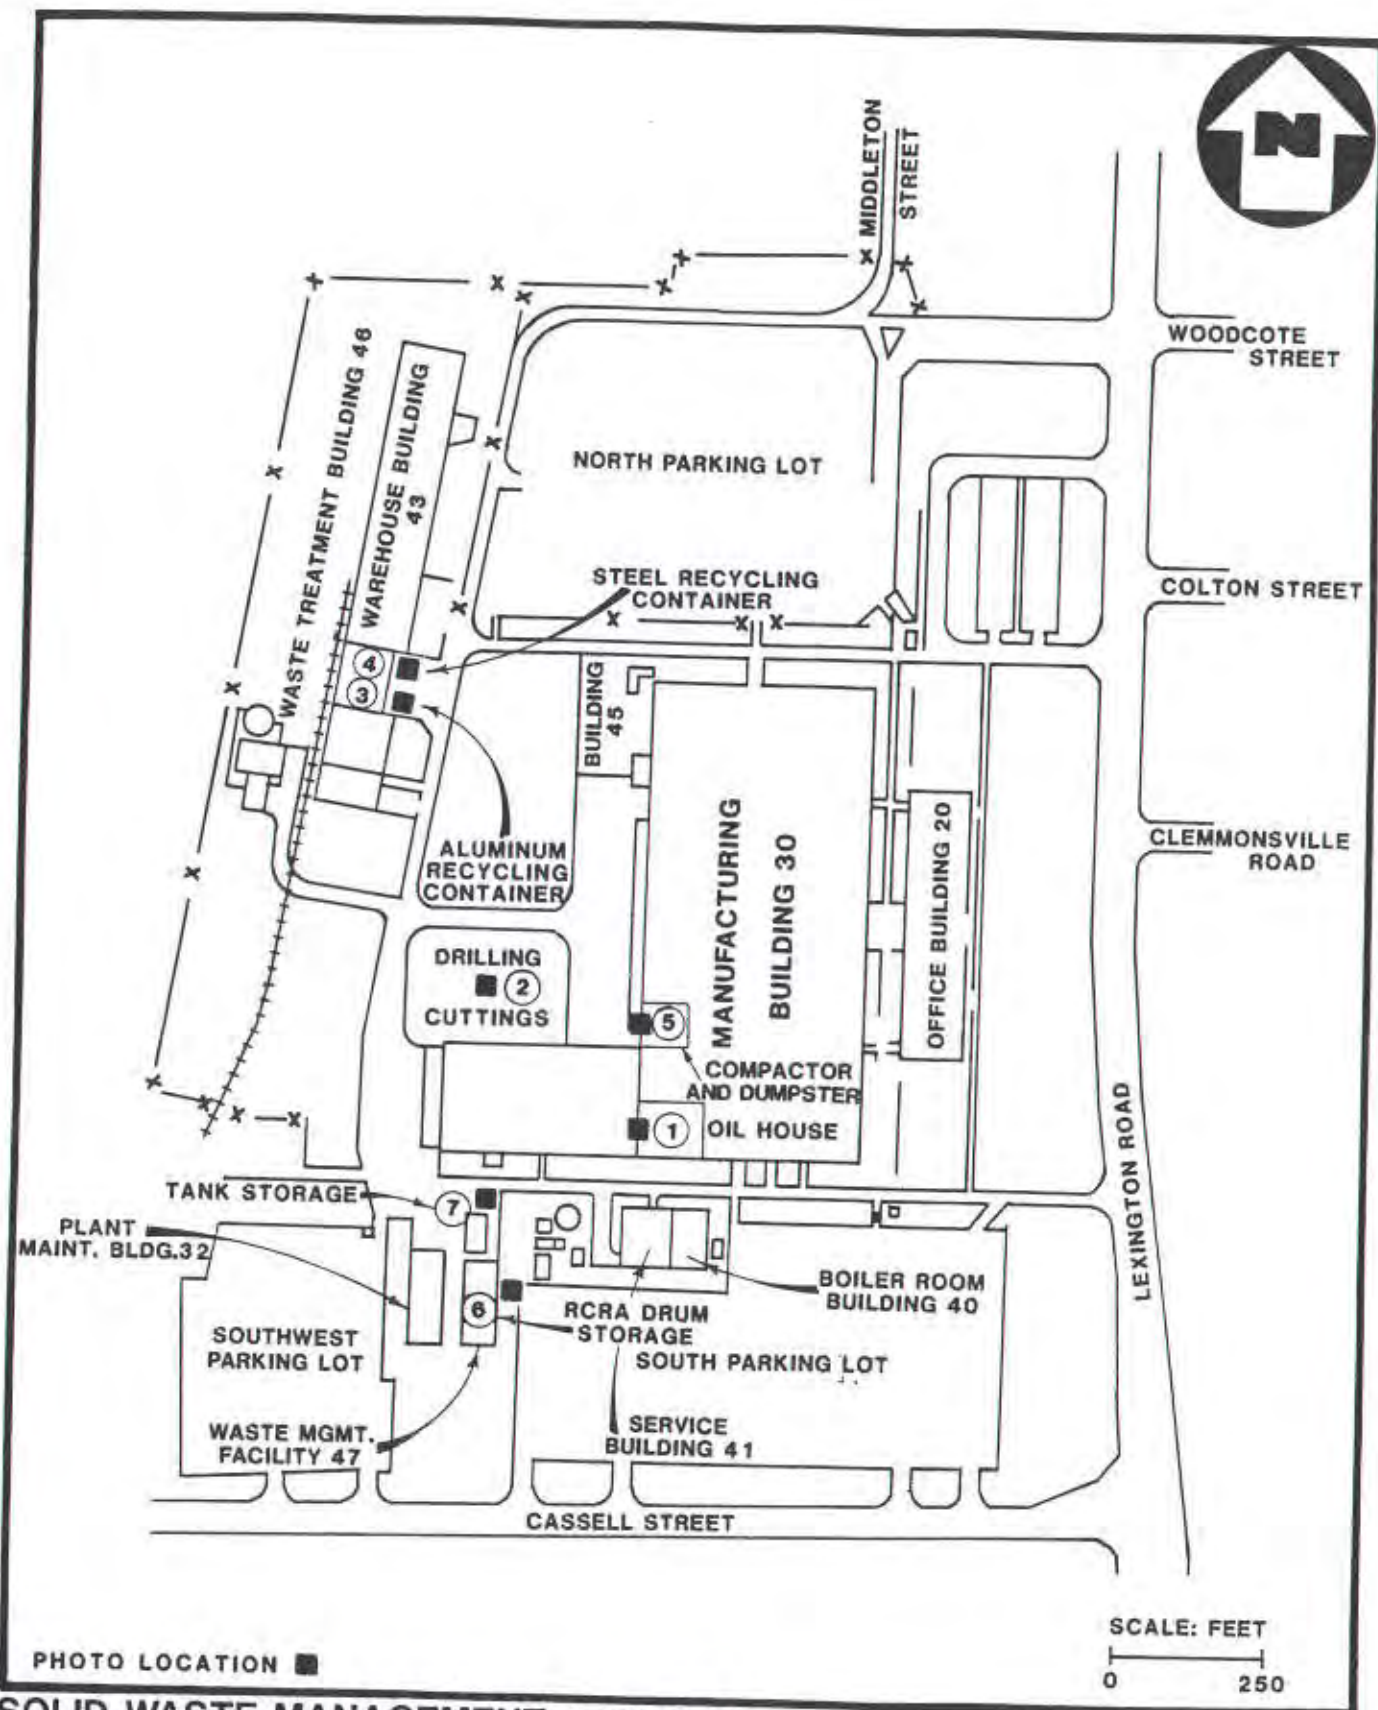 N
MIDDLETON
STREET
WOODCOTE
STREET
WASTE TREATMENT BUILDING 46
WAREHOUSE BUILDING
43
NORTH PARKING LOT
STEEL RECYCLING
CONTAINER
COLTON STREET
4
3
BUILDING
45
MANUFACTURING
BUILDING 30
OFFICE BUILDING 20
CLEMMONSVILLE
ROAD
ALUMINUM
RECYCLING
CONTAINER
DRILLING
2
CUTTINGS
5
COMPACTOR
AND DUMPSTER
1
OIL HOUSE
LEXINGTON ROAD
TANK STORAGE
7
PLANT
MAINT. BLDG.32
BOILER ROOM
BUILDING 40
6
RCRA DRUM
STORAGE
SOUTHWEST
PARKING LOT
SOUTH PARKING LOT
WASTE MGMT.
FACILITY 47
SERVICE
BUILDING 41
CASSELL STREET
SCALE: FEET
0 250
PHOTO LOCATION
SOLID WASTE MANAGEMENT